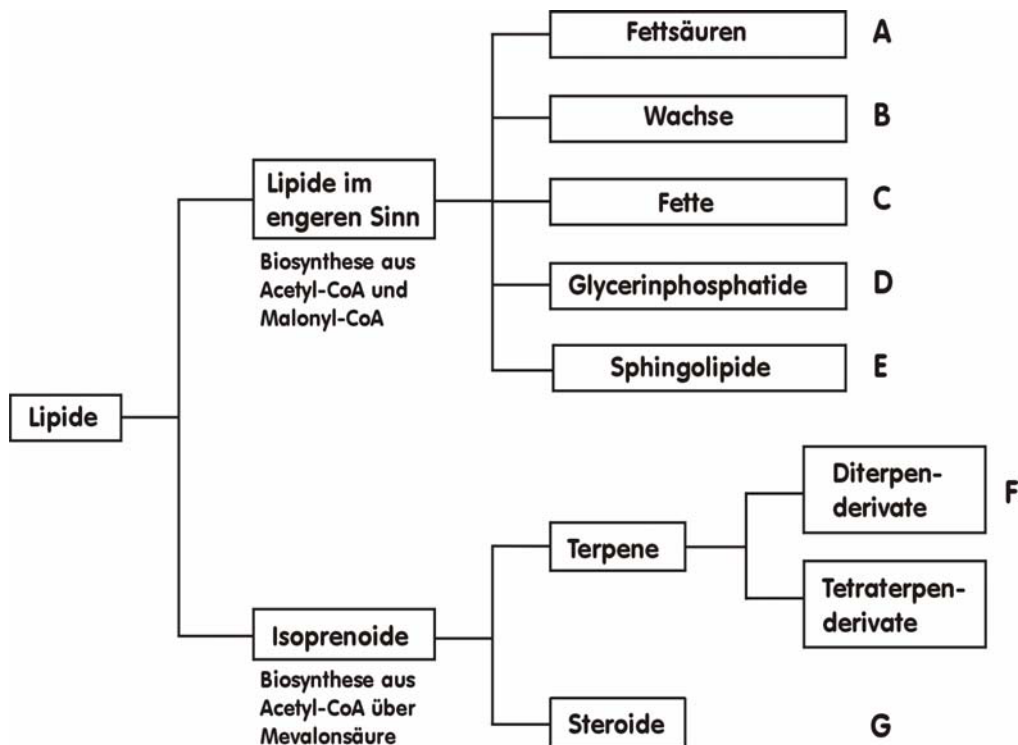 Fettsäuren A
Wachse B
Lipide im
engeren Sinn
Fette C
Biosynthese aus
Acetyl-CoA und
Malonyl-CoA
Glycerinphosphatide D
Sphingolipide E
Lipide
Diterpen-
derivate
F
Terpene
Tetraterpen-
derivate
Isoprenoide
Biosynthese aus
Acetyl-CoA über
Mevalonsäure
Steroide G